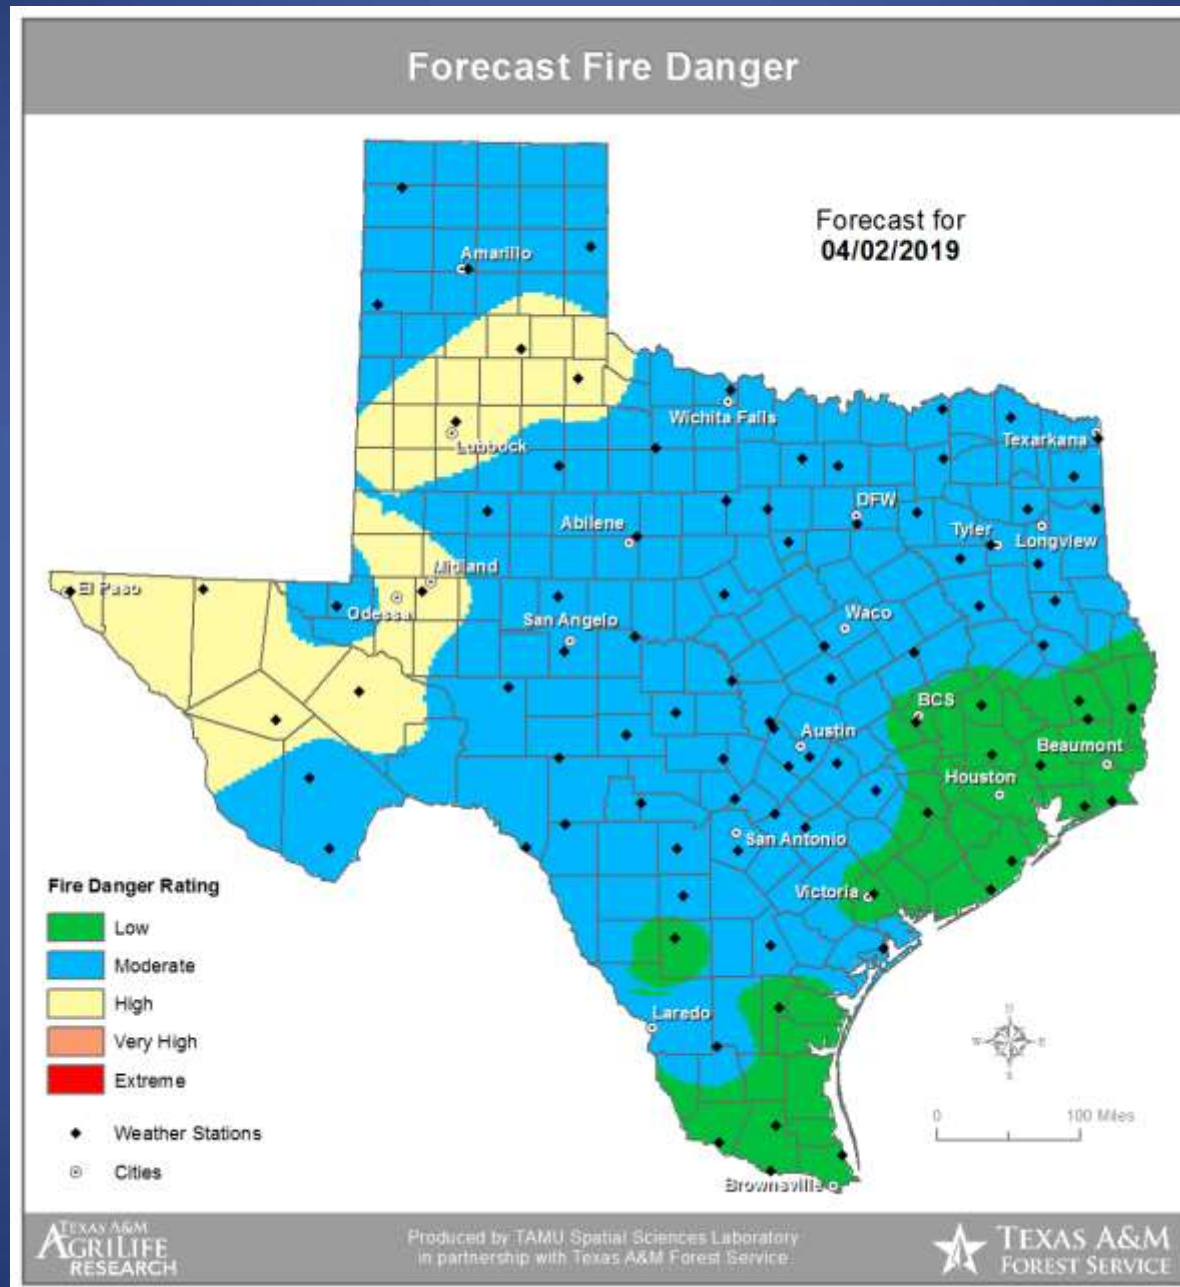 Forecast Fire Danger
Forecast for
04/02/2019
Amarillo
Wichita Falls
Lubbock
Texarkana
DFW
Abilene
Tyler
Longview
Midland
El Paso
Odessa
San Angelo
Waco
BCS
Austin
Beaumont
Houston
San Antonio
Victoria
Laredo
Brownsville
Fire Danger Rating
Low
Moderate
High
Very High
Extreme
Weather Stations
Cities
N
W E
S
0 100 Miles
TEXAS A&M
AGRILIFE
RESEARCH
Produced by TAMU Spatial Sciences Laboratory
in partnership with Texas A&M Forest Service
TEXAS A&M
FOREST SERVICE